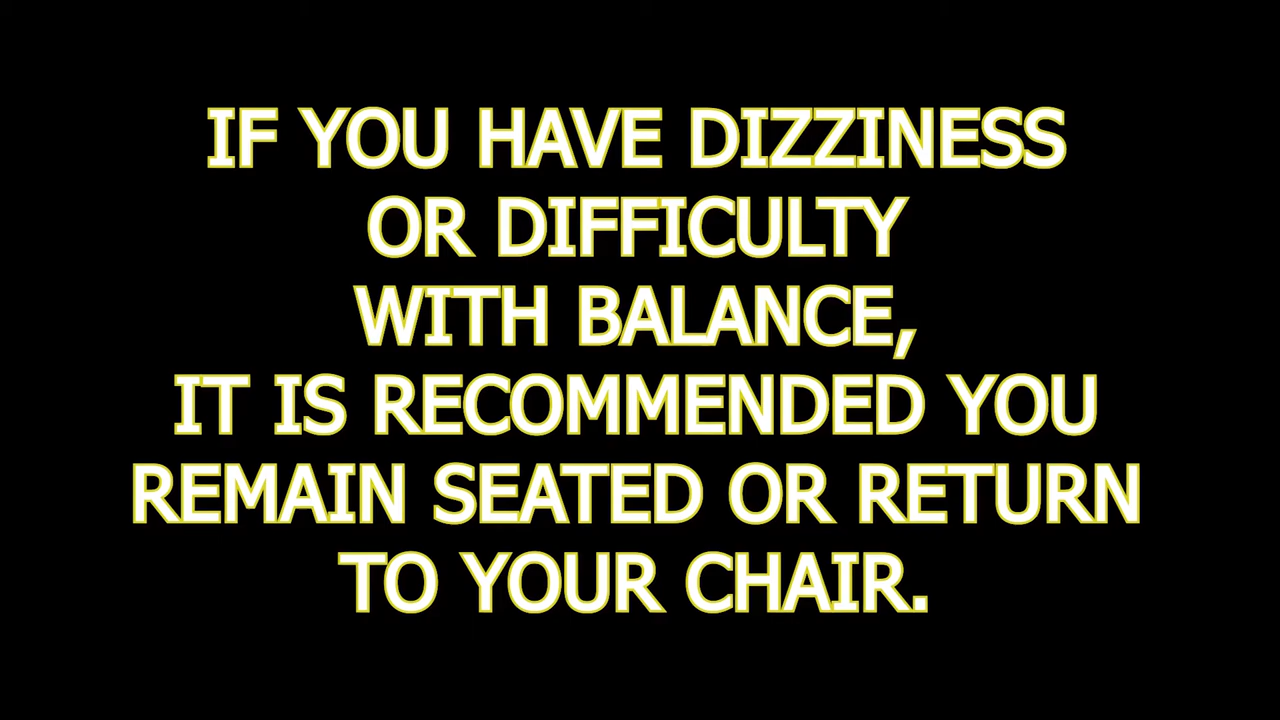 IF YOU HAVE DIZZINESS
OR DIFFICULTY
WITH BALANCE,
IT IS RECOMMENDED YOU
REMAIN SEATED OR RETURN
TO YOUR CHAIR.